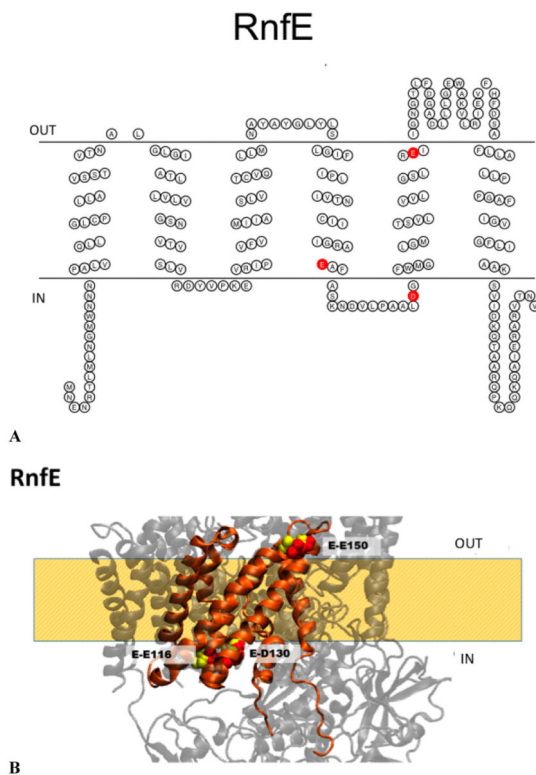 RnfE
OUT
A L
N A Y A Y G L Y L S
V T N G L G I L L M L G I F R E I F L L A
V S S T A T L T C V Q I P L G S L L L P
L L A L V L V S L V I V T N V V L P G A F
G L C P G S N M I I A C I I T S V L I G V
Q L L V T V V F V I G R A L G M G F L I
P A L V S L V V R I P E A F F W M G A A K
IN
R D Y V P K E
A S K N D V L P A A L D G
N N N W M G N L M L T R N E N M
A
RnfE
E-E150
OUT
E-E116
E-D130
IN
B